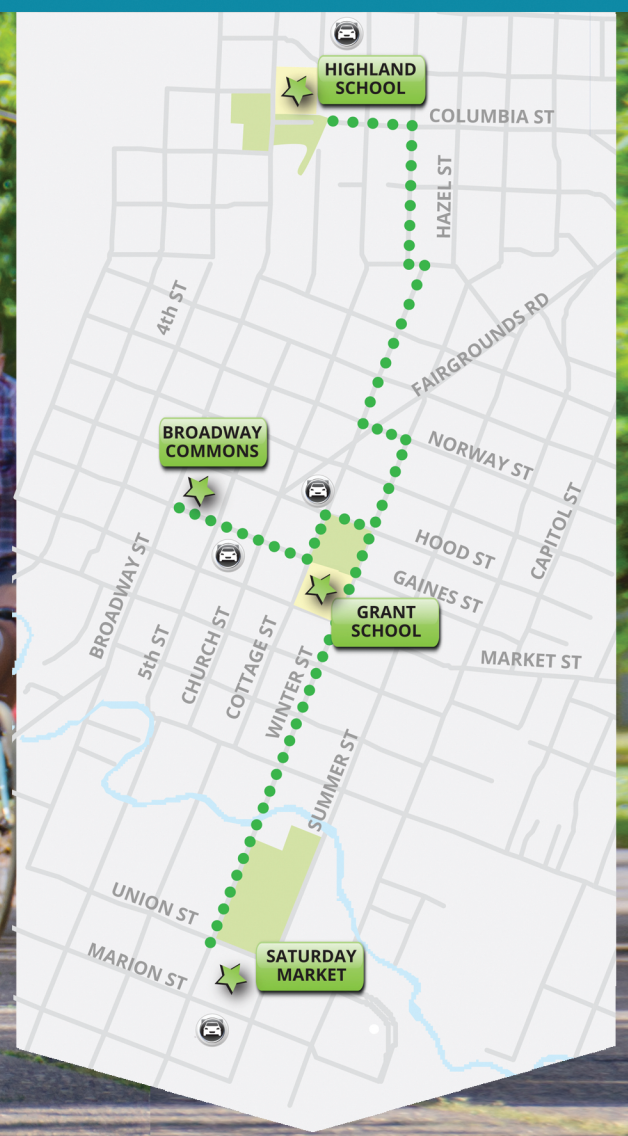 HIGHLAND
SCHOOL
COLUMBIA ST
HAZEL ST
4th ST
FAIRGROUNDS RD
BROADWAY
COMMONS
NORWAY ST
CAPITOL ST
HOOD ST
GAINES ST
BROADWAY ST
5th ST
CHURCH ST
COTTAGE ST
WINTER ST
GRANT
SCHOOL
MARKET ST
SUMMER ST
UNION ST
MARION ST
SATURDAY
MARKET